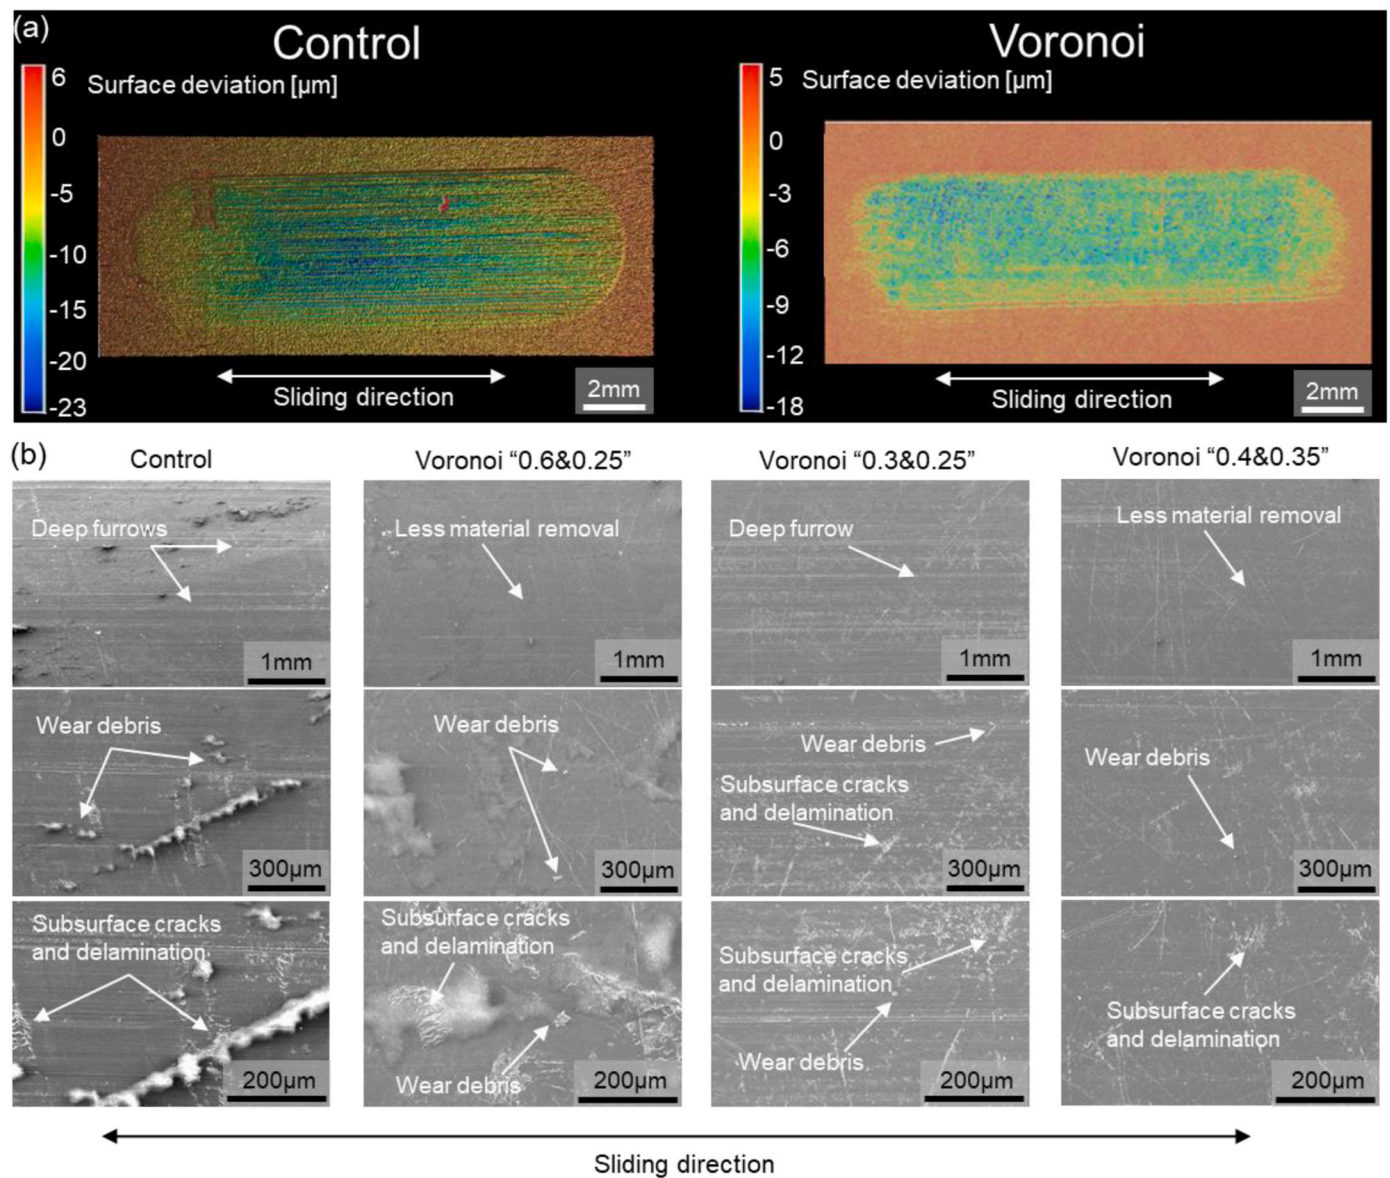 (a)
Control
Voronoi
6
Surface deviation [µm]
0
-5
-10
-15
-20
-23
Sliding direction
2mm
5
Surface deviation [µm]
0
-3
-6
-9
-12
-18
Sliding direction
2mm
(b)
Control
Voronoi “0.6&0.25”
Voronoi “0.3&0.25”
Voronoi “0.4&0.35”
Deep furrows
1mm
Less material removal
1mm
Deep furrow
1mm
Less material removal
1mm
Wear debris
300µm
Wear debris
300µm
Wear debris
Subsurface cracks
and delamination
300µm
Wear debris
300µm
Subsurface cracks
and delamination
200µm
Subsurface cracks
and delamination
Wear debris
200µm
Subsurface cracks
and delamination
Wear debris
200µm
Subsurface cracks
and delamination
200µm
Sliding direction